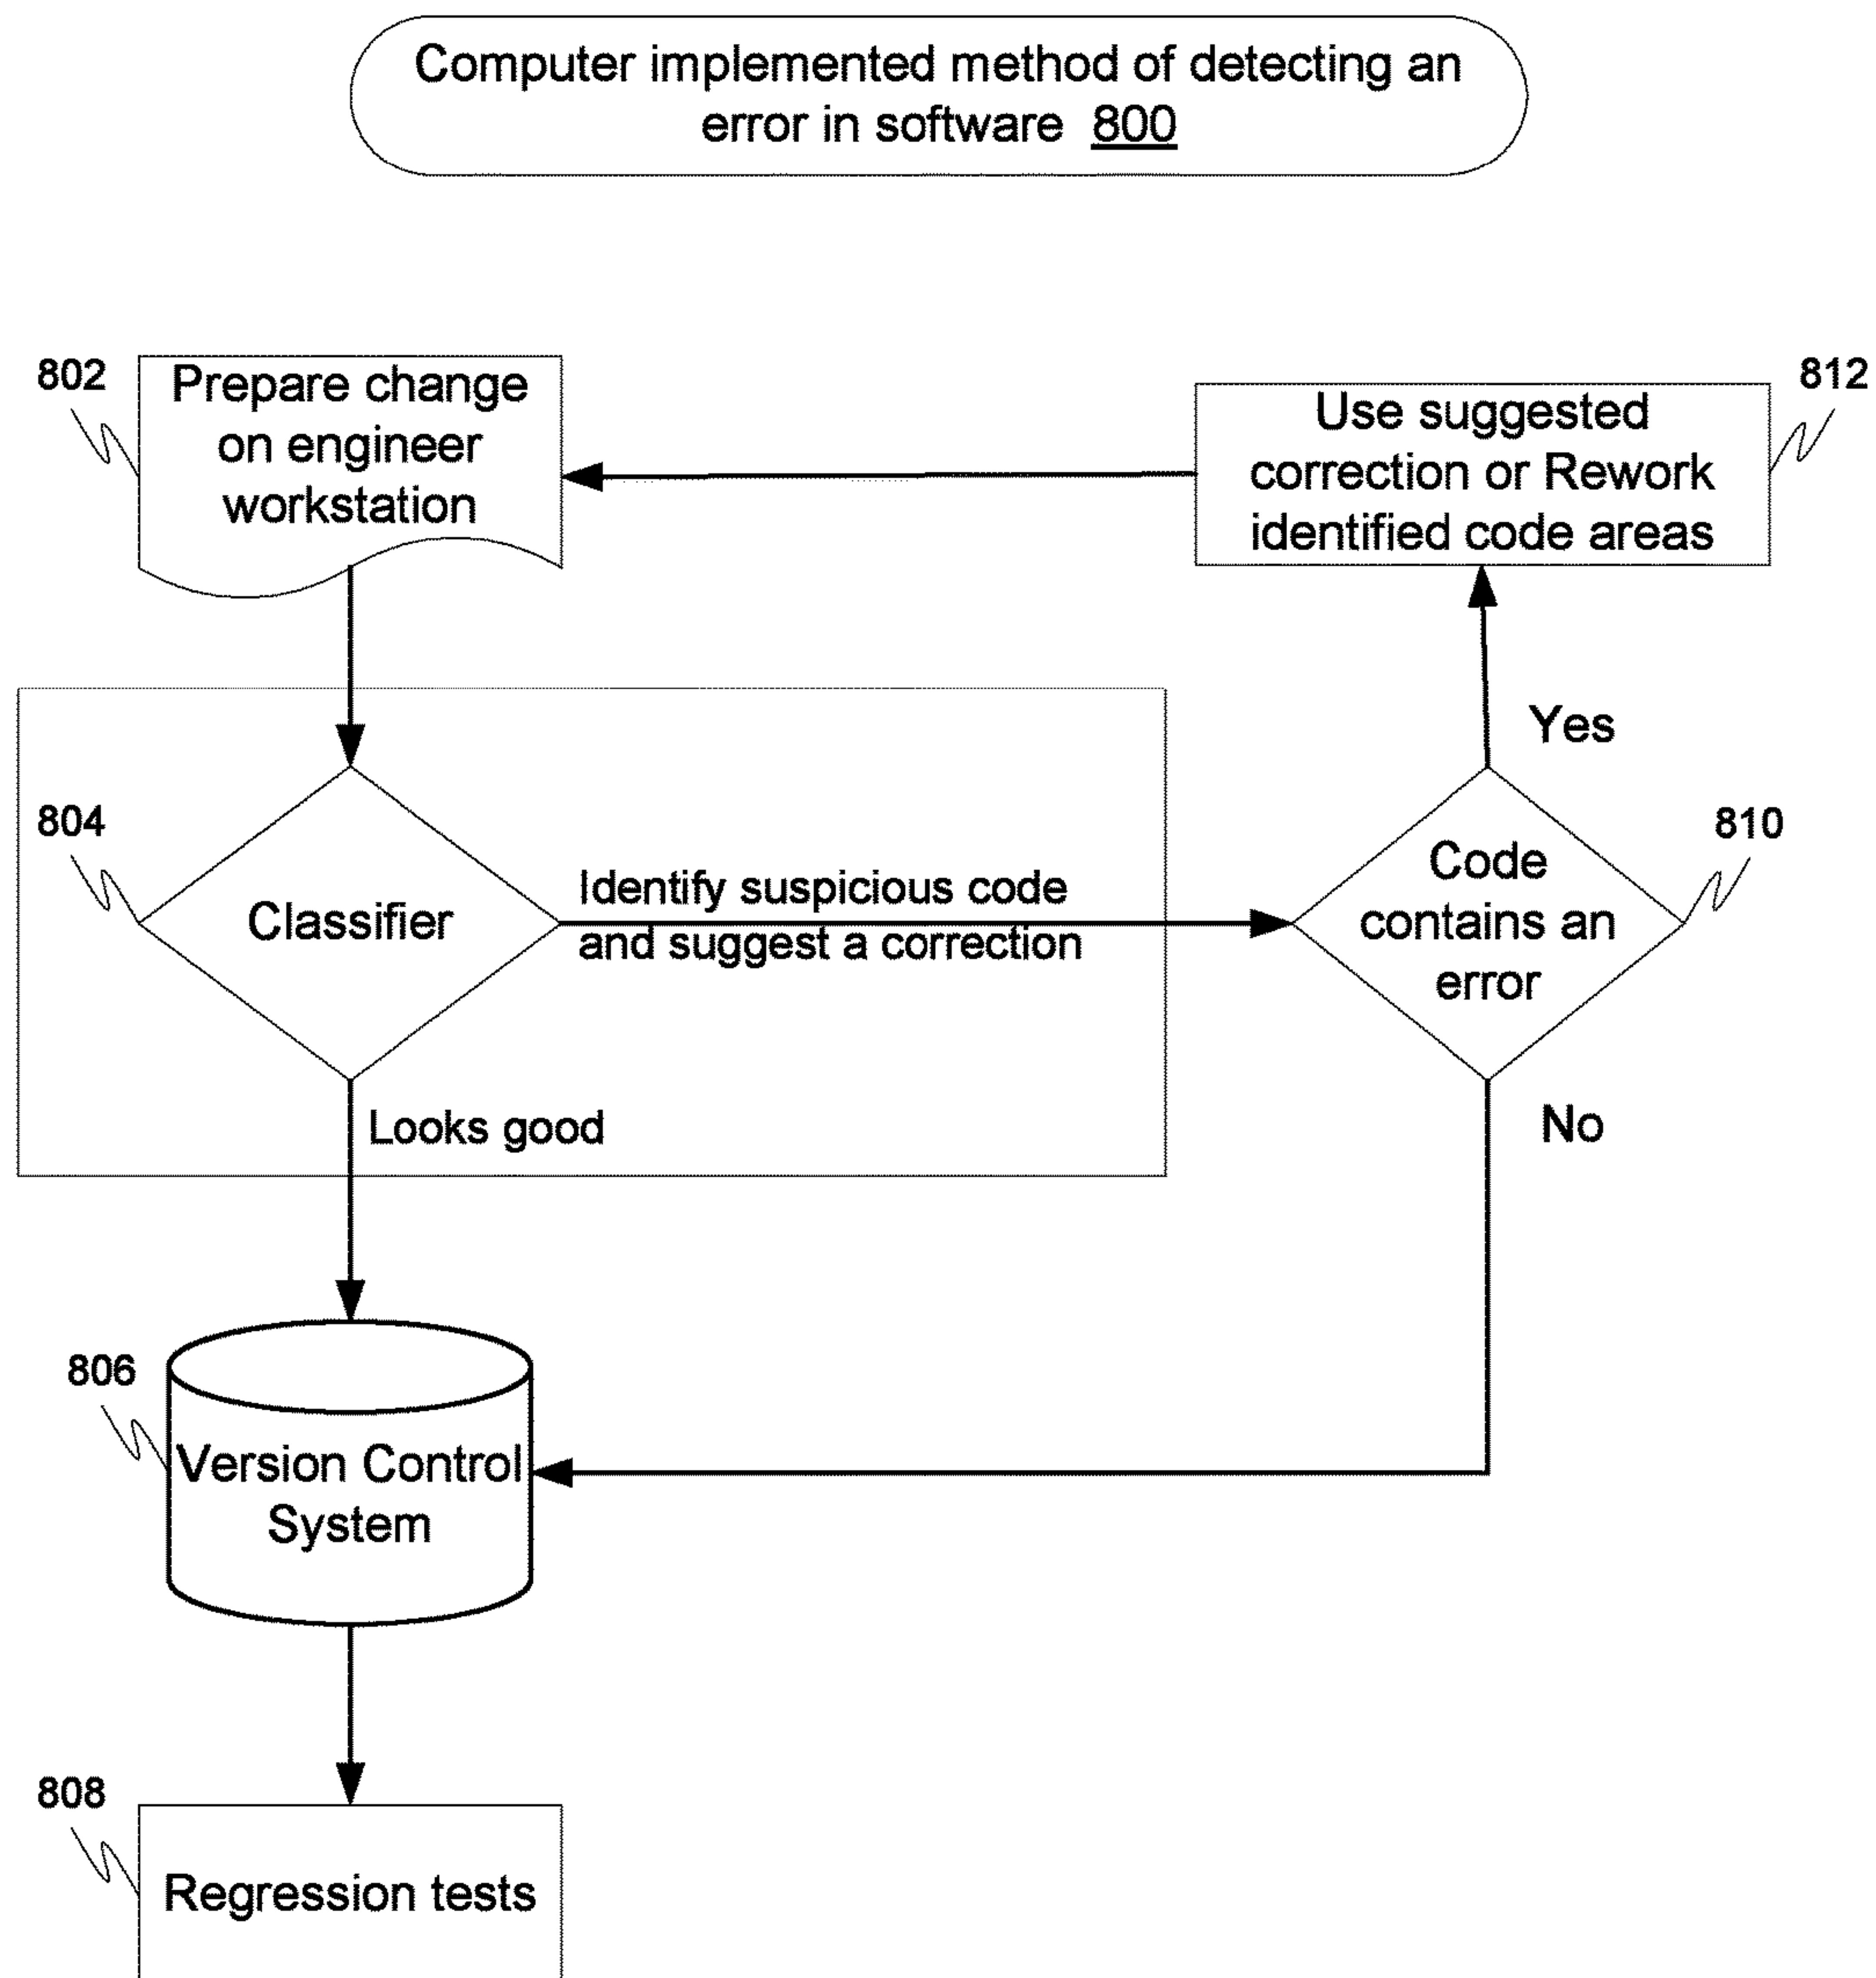 Computer implemented method of detecting an
error in software 800
802
Prepare change
on engineer
workstation
812
Use suggested
correction or Rework
identified code areas
Yes
804
Classifier
Identify suspicious code
and suggest a correction
810
Code
contains an
error
Looks good
No
806
Version Control
System
808
Regression tests